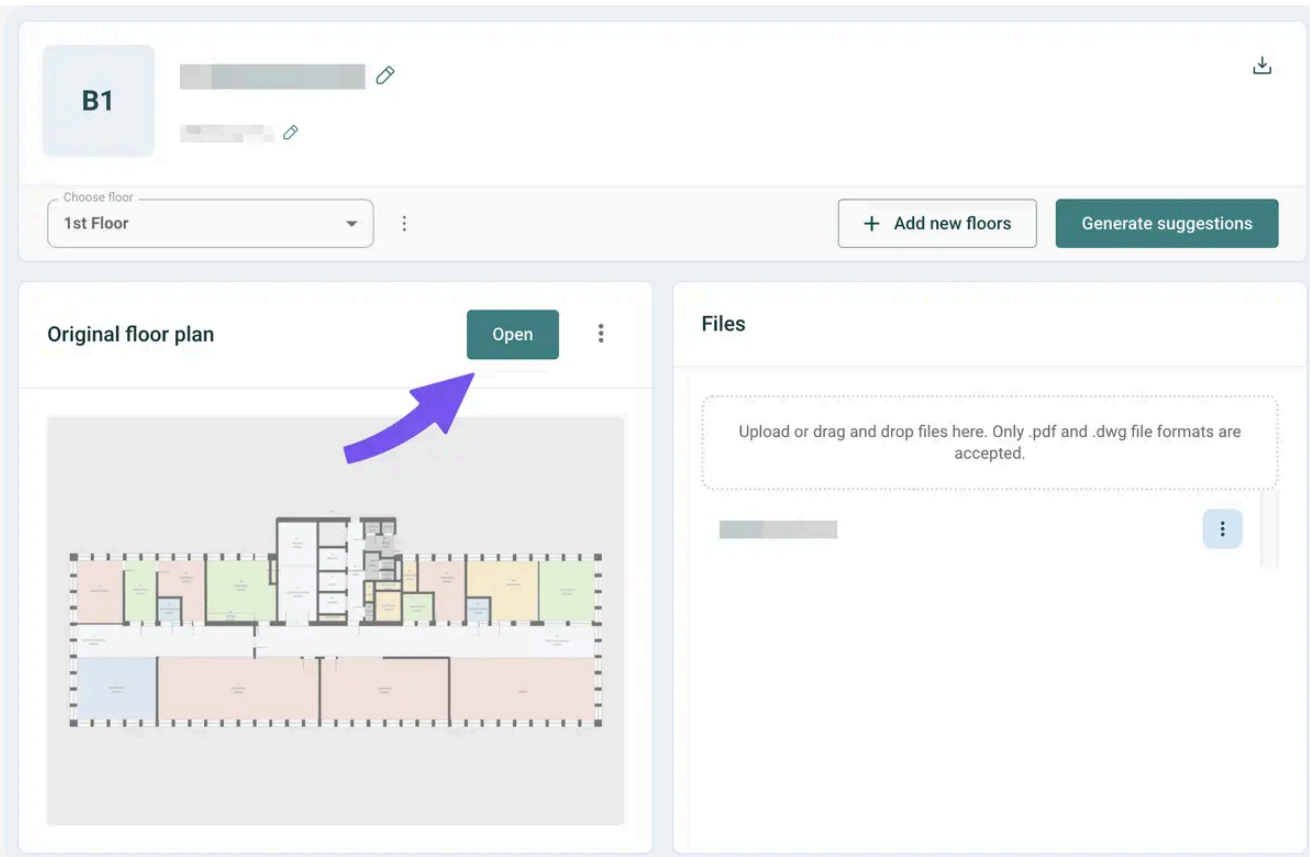 B1
Choose floor
1st Floor
+ Add new floors
Generate suggestions
Original floor plan
Open
Files
Upload or drag and drop files here. Only .pdf and .dwg file formats are
accepted.